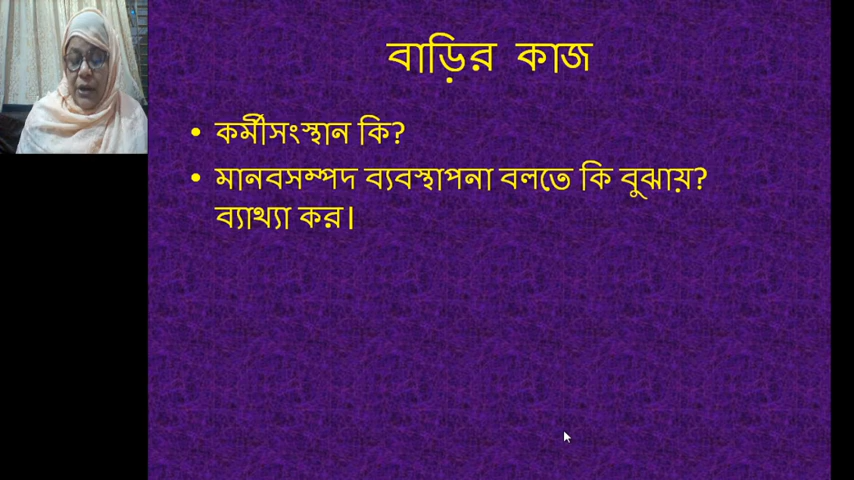 বাড়ির কাজ
• কর্মীসংস্থান কি?
• মানবসম্পদ ব্যবস্থাপনা বলতে কি বুঝায়?
ব্যাখ্যা কর।